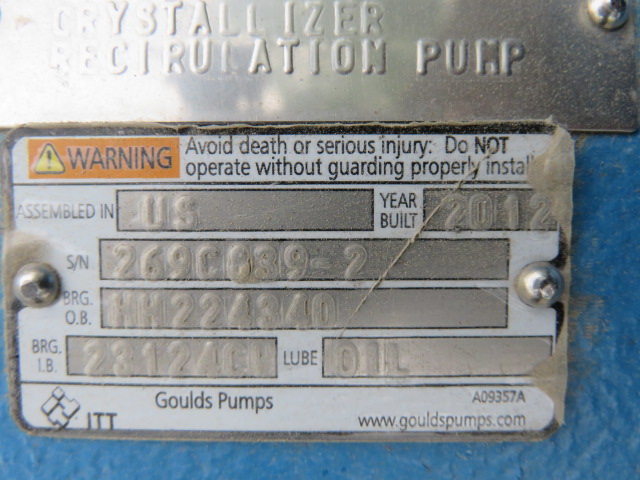 CRYSTALLIZER
RECIRULATION PUMP
WARNING Avoid death or serious injury: Do NOT
operate without guarding properly install
ASSEMBLED IN US YEAR BUILT 2012
S/N
BRG. O.B. HH224340
BRG. I.B. LUBE OIL
ITT Goulds Pumps A09357A
www.gouldspumps.com